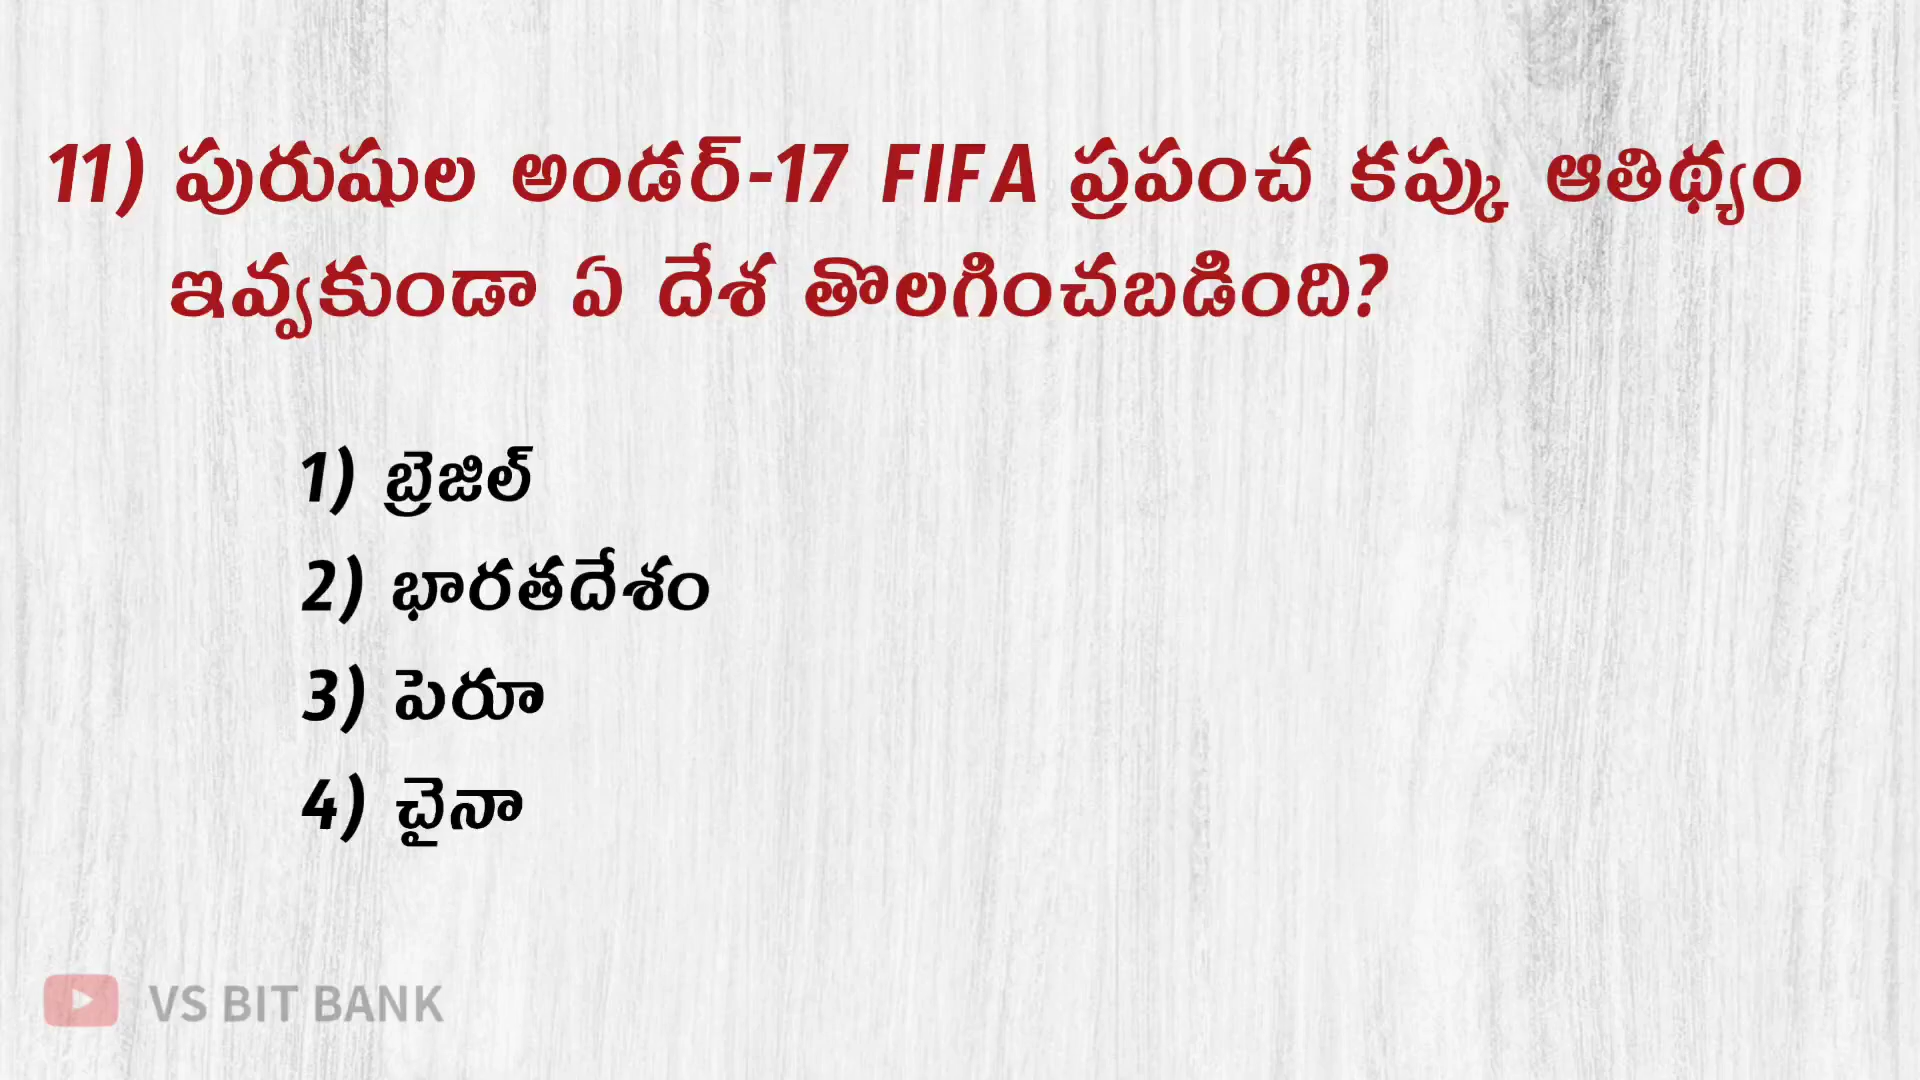 11) పురుషుల అండర్-17 FIFA ప్రపంచ కప్కు ఆతిథ్యం
ఇవ్వకుండా ఏ దేశ తొలగించబడింది?
1) బ్రెజిల్
2) భారతదేశం
3) పెరూ
4) చైనా
VS BIT BANK